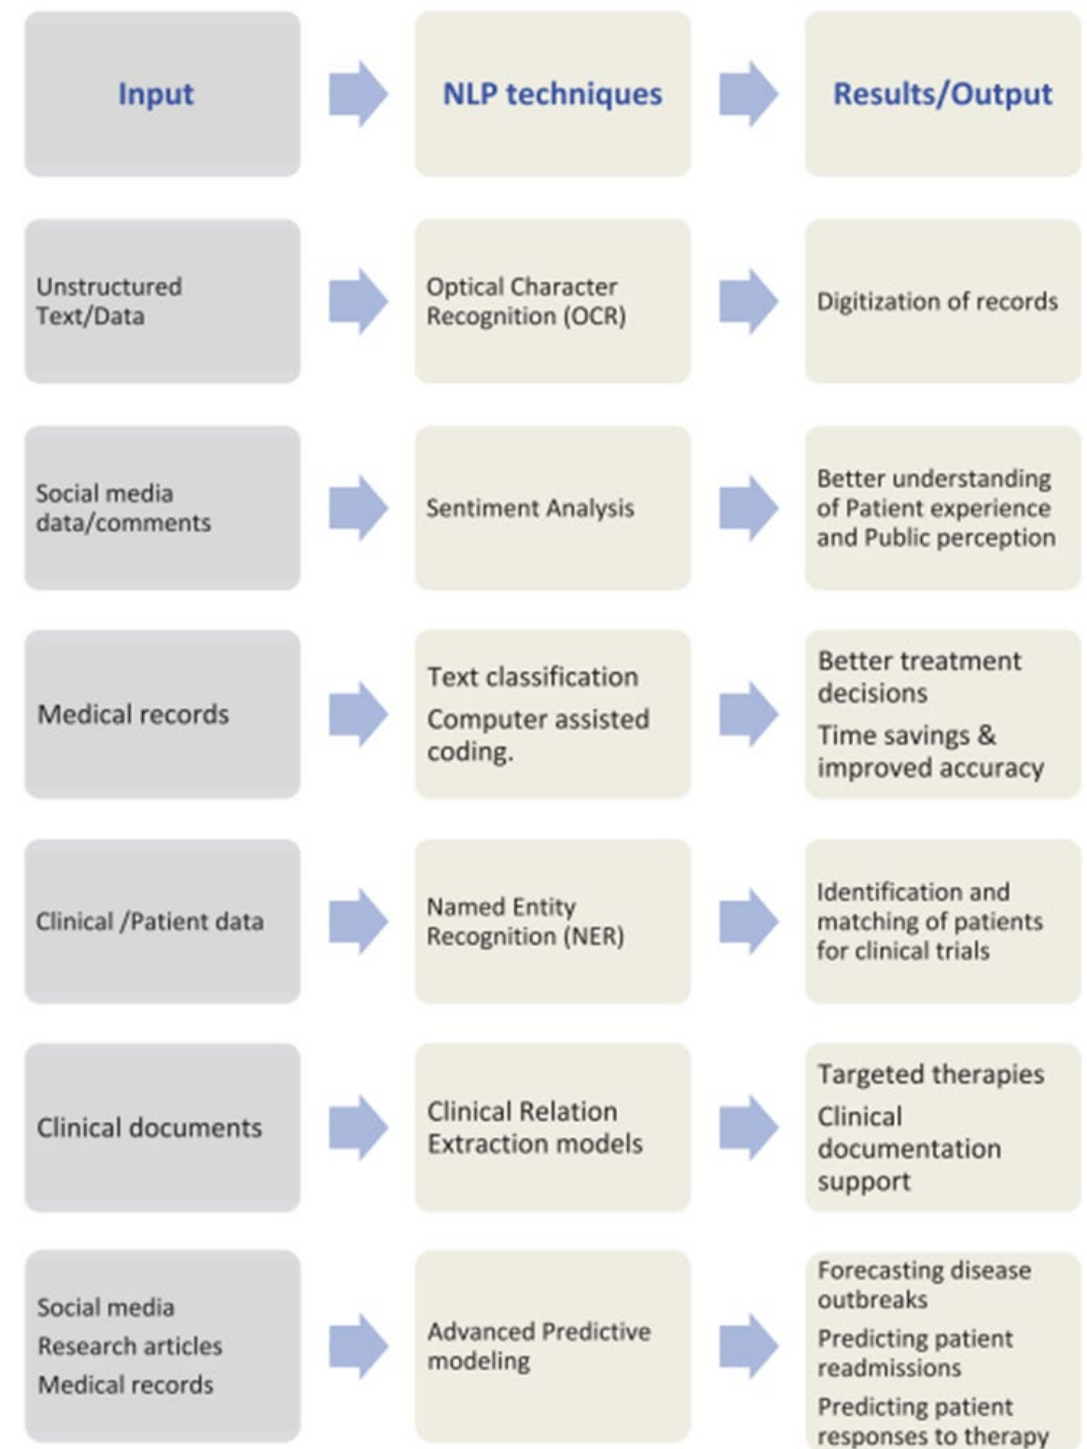 Input
NLP techniques
Results/Output
Unstructured
Text/Data
Optical Character
Recognition (OCR)
Digitization of records
Social media
data/comments
Sentiment Analysis
Better understanding
of Patient experience
and Public perception
Medical records
Text classification
Computer assisted
coding.
Better treatment
decisions
Time savings &
improved accuracy
Clinical /Patient data
Named Entity
Recognition (NER)
Identification and
matching of patients
for clinical trials
Clinical documents
Clinical Relation
Extraction models
Targeted therapies
Clinical
documentation
support
Social media
Research articles
Medical records
Advanced Predictive
modeling
Forecasting disease
outbreaks
Predicting patient
readmissions
Predicting patient
responses to therapy